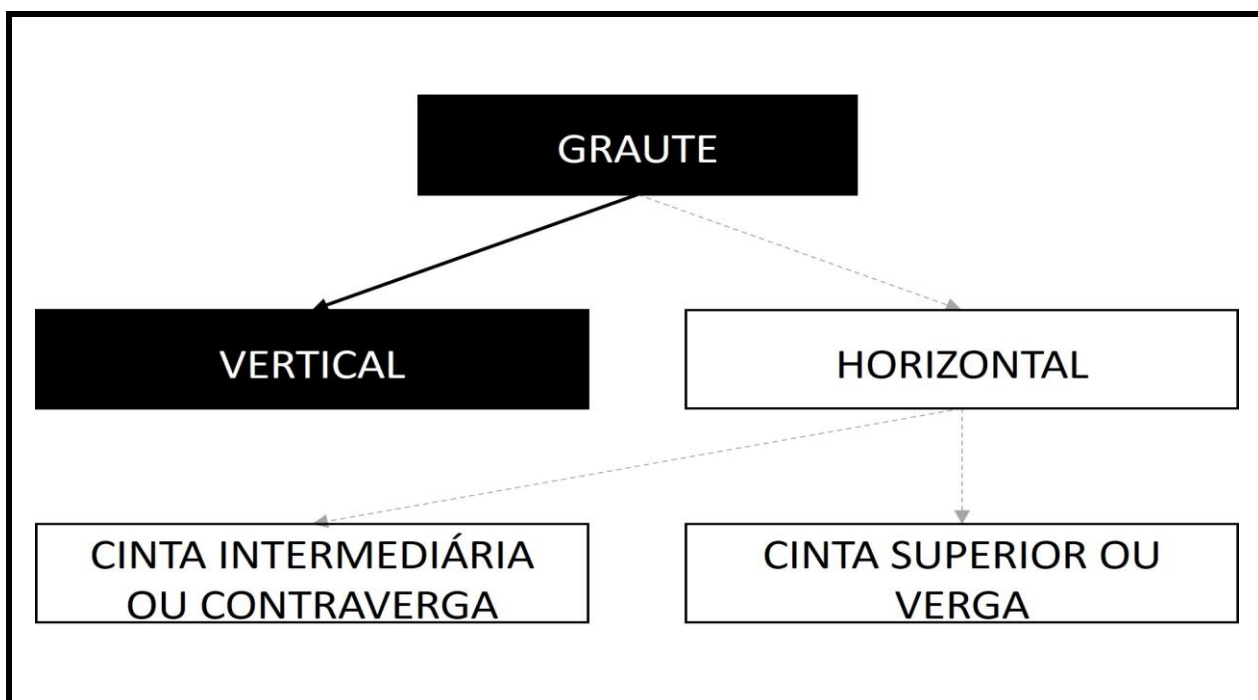 GRAUTE
VERTICAL
HORIZONTAL
CINTA INTERMEDIÁRIA
OU CONTRAVERGA
CINTA SUPERIOR OU
VERGA